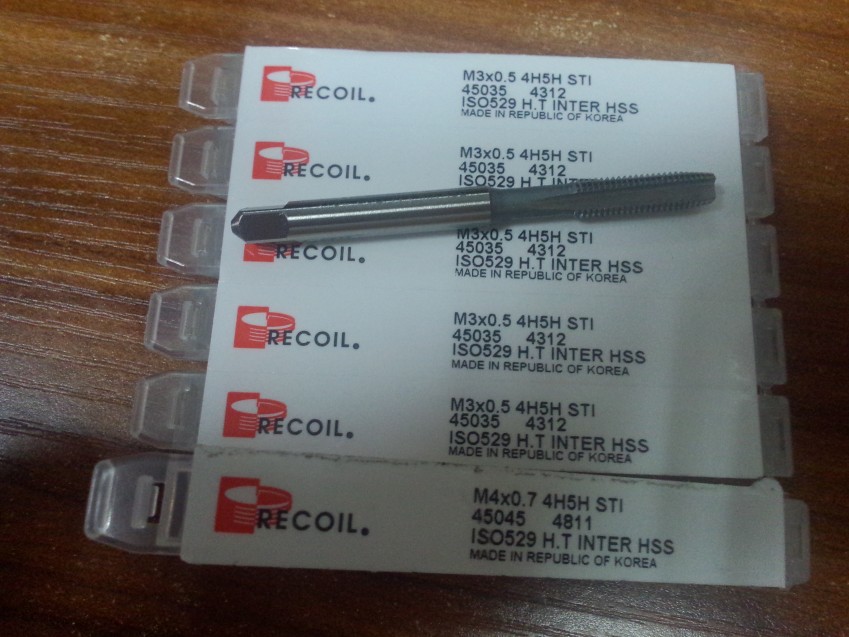 RECOIL.
M3x0.5 4H5H STI
45035 4312
ISO529 H.T INTER HSS
MADE IN REPUBLIC OF KOREA
RECOIL.
M3x0.5 4H5H STI
45035 4312
ISO529 H.T INTER HSS
RECOIL.
M3x0.5 4H5H STI
45035 4312
ISO529 H.T INTER HSS
MADE IN REPUBLIC OF KOREA
RECOIL.
M3x0.5 4H5H STI
45035 4312
ISO529 H.T INTER HSS
MADE IN REPUBLIC OF KOREA
RECOIL.
M3x0.5 4H5H STI
45035 4312
ISO529 H.T INTER HSS
MADE IN REPUBLIC OF KOREA
RECOIL.
M4x0.7 4H5H STI
45045 4811
ISO529 H.T INTER HSS
MADE IN REPUBLIC OF KOREA